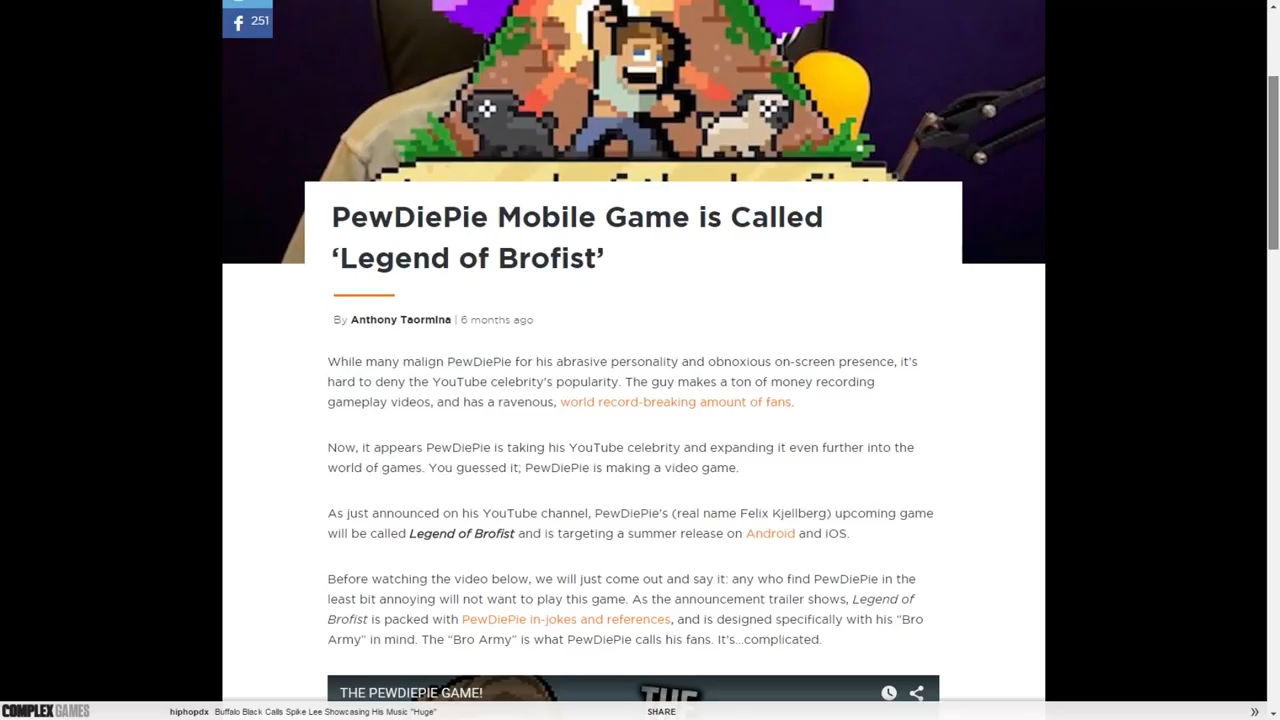 251
PewDiePie Mobile Game is Called
‘Legend of Brofist’
By Anthony Taormina | 6 months ago
While many malign PewDiePie for his abrasive personality and obnoxious on-screen presence, it’s
hard to deny the YouTube celebrity’s popularity. The guy makes a ton of money recording
gameplay videos, and has a ravenous, world record-breaking amount of fans.
Now, it appears PewDiePie is taking his YouTube celebrity and expanding it even further into the
world of games. You guessed it; PewDiePie is making a video game.
As just announced on his YouTube channel, PewDiePie’s (real name Felix Kjellberg) upcoming game
will be called Legend of Brofist and is targeting a summer release on Android and iOS.
Before watching the video below, we will just come out and say it: any who find PewDiePie in the
least bit annoying will not want to play this game. As the announcement trailer shows, Legend of
Brofist is packed with PewDiePie in-jokes and references, and is designed specifically with his “Bro
Army” in mind. The “Bro Army” is what PewDiePie calls his fans. It’s…complicated.
THE PEWDIEPIE GAME!
THE
COMPLEX GAMES hiphopdx Buffalo Black Calls Spike Lee Showcasing His Music "Huge" SHARE »